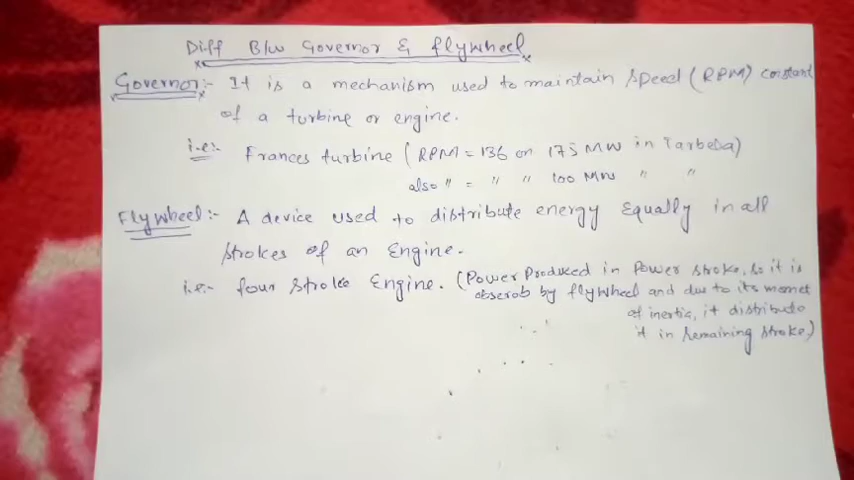 Diff B/w Governor & flywheel
Governor:- It is a mechanism used to maintain speed (RPM) constant
of a turbine or engine.
i.e:- Frances turbine (RPM = 136 on 175 MW in Tarbela)
also " = " " 100 MW " "
Flywheel:- A device used to distribute energy Equally in all
strokes of an Engine.
i.e:- four stroke Engine. (Power Produced in Power stroke, so it is
obserob by flywheel and due to its momet
of inertia, it distribute
it in remaining stroke)